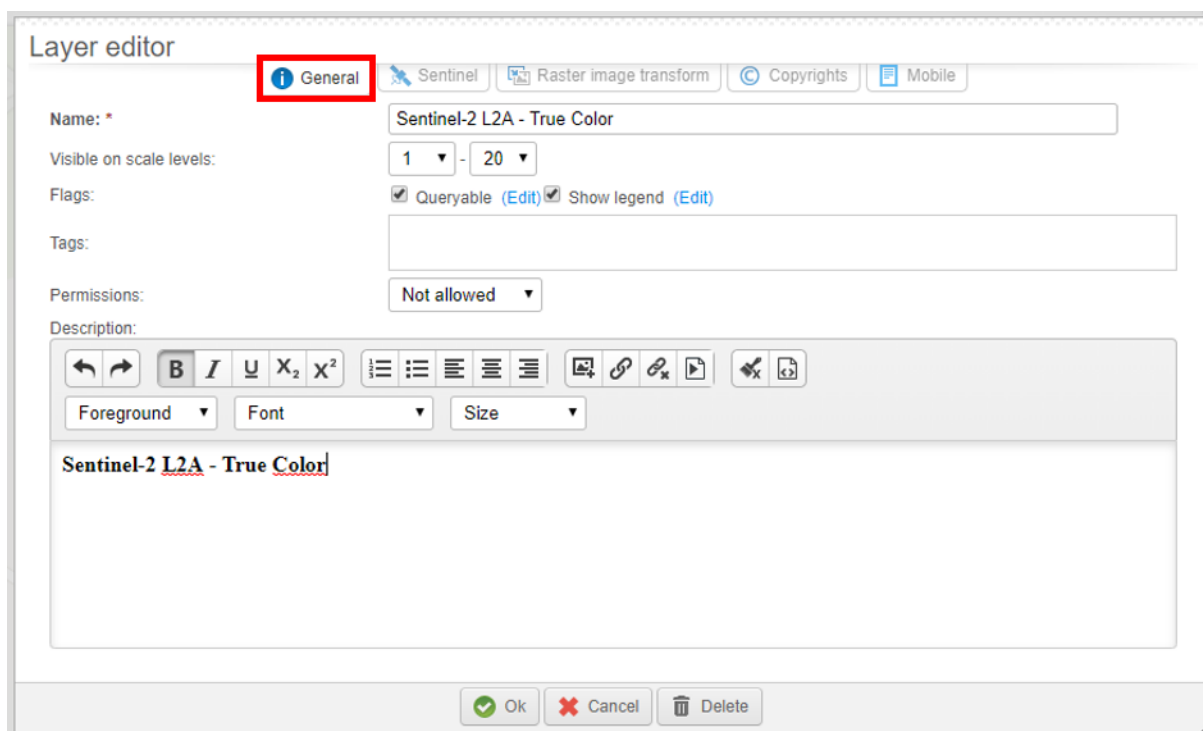 Layer editor
General Sentinel Raster image transform Copyrights Mobile
Name: * Sentinel-2 L2A - True Color
Visible on scale levels: 1 - 20
Flags: Queryable (Edit) Show legend (Edit)
Tags:
Permissions: Not allowed
Description:
B I U X₂ X²
Foreground Font Size
Sentinel-2 L2A - True Color
Ok Cancel Delete